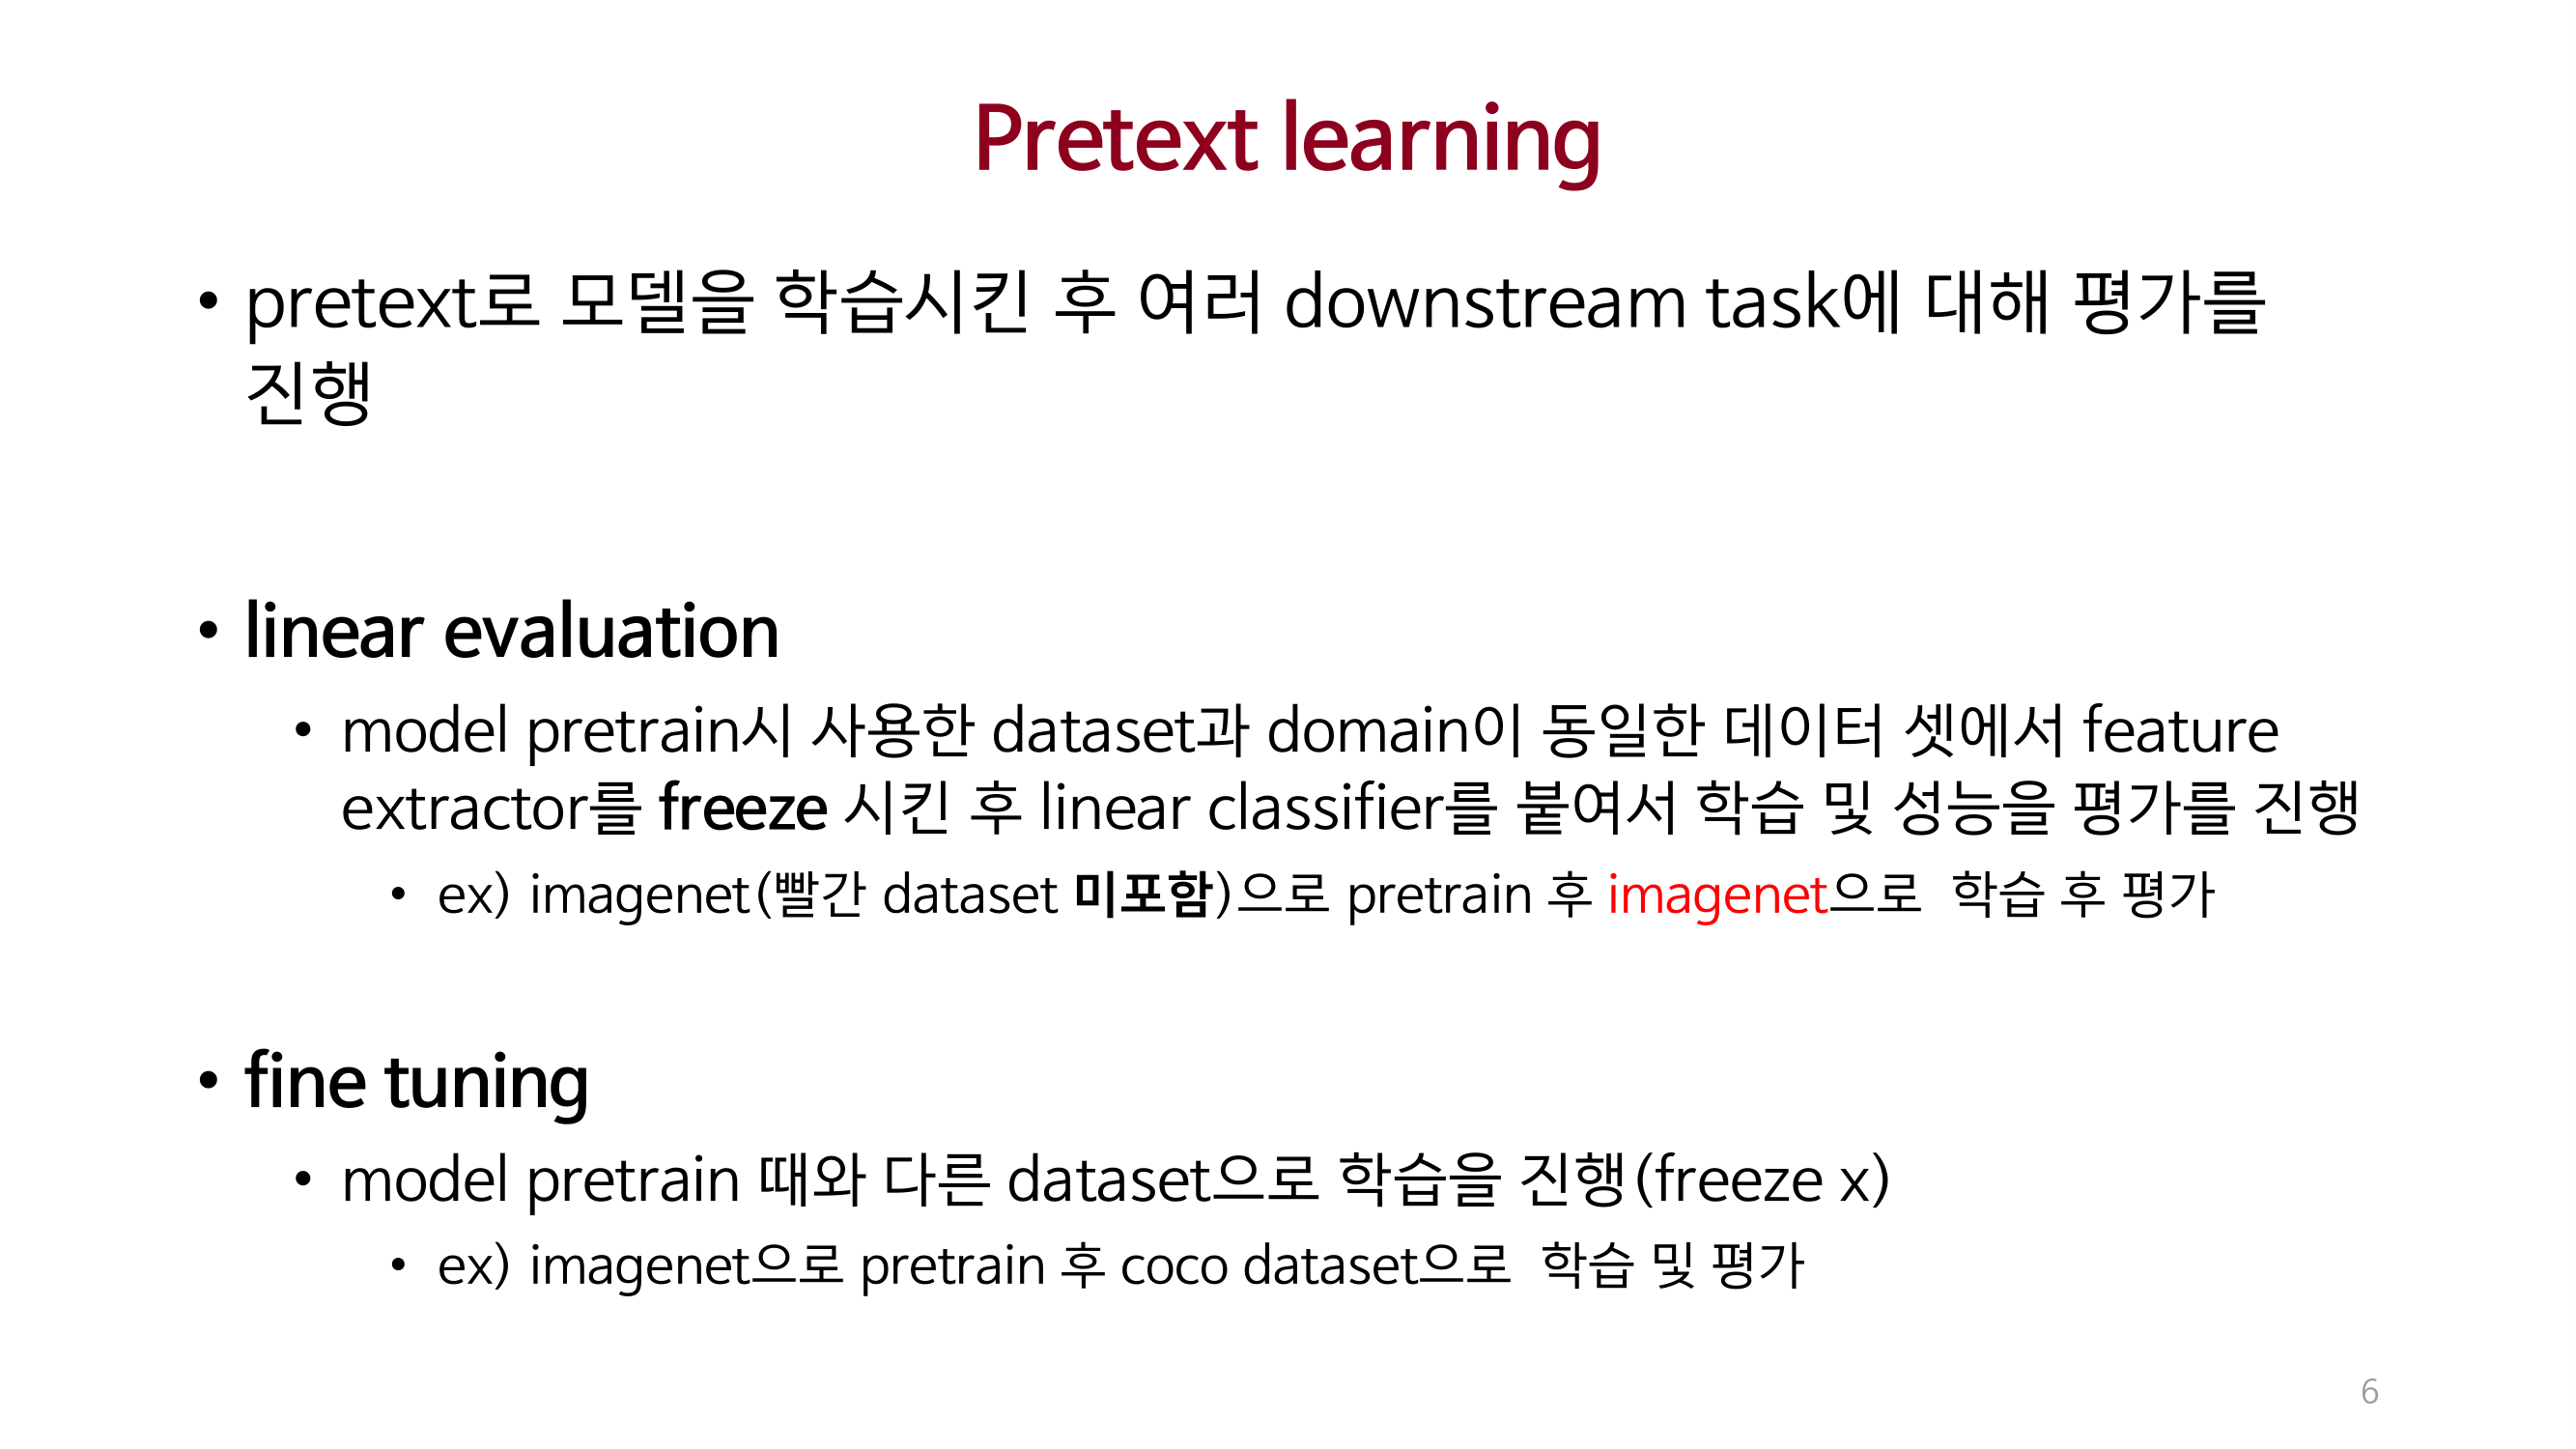 Pretext learning
• pretext로 모델을 학습시킨 후 여러 downstream task에 대해 평가를
진행
• linear evaluation
• model pretrain시 사용한 dataset과 domain이 동일한 데이터 셋에서 feature
extractor를 freeze 시킨 후 linear classifier를 붙여서 학습 및 성능을 평가를 진행
• ex) imagenet(빨간 dataset 미포함)으로 pretrain 후 imagenet으로 학습 후 평가
• fine tuning
• model pretrain 때와 다른 dataset으로 학습을 진행(freeze x)
• ex) imagenet으로 pretrain 후 coco dataset으로 학습 및 평가
6